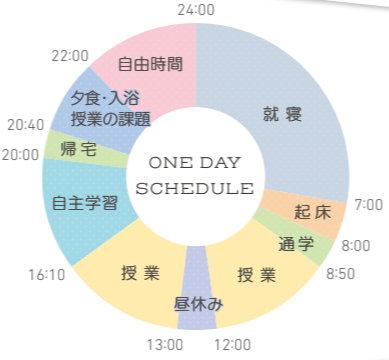 24:00
就寝
7:00
起床
8:00
通学
8:50
授業
12:00
昼休み
13:00
授業
16:10
自主学習
20:00
帰宅
20:40
夕食・入浴
授業の課題
22:00
自由時間
ONE DAY
SCHEDULE